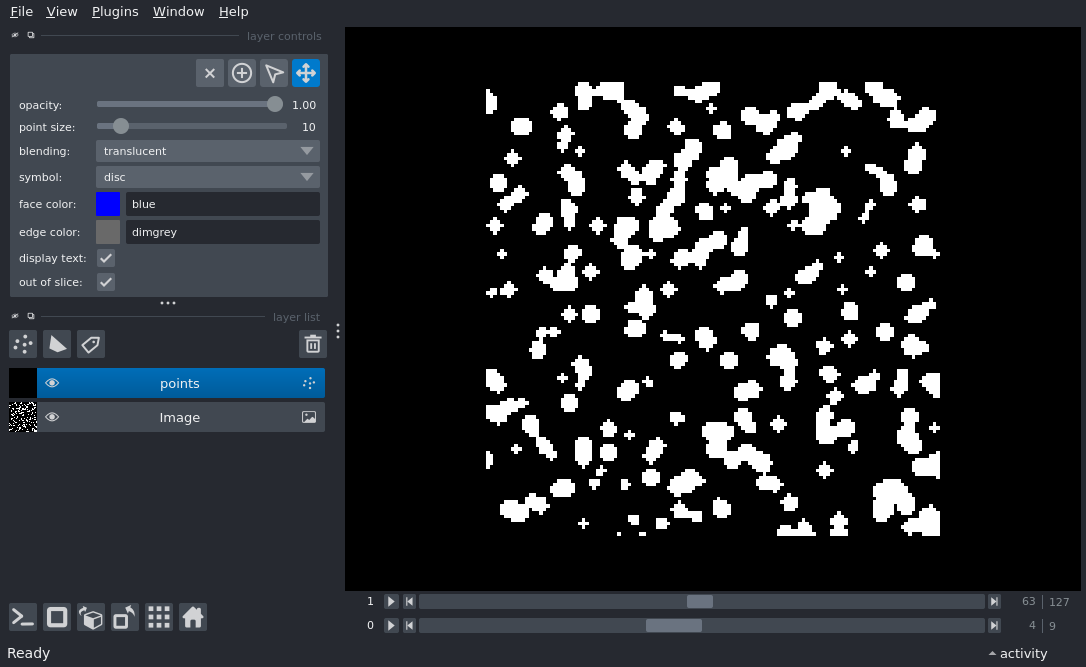 File View Plugins Window Help
layer controls
opacity: 1.00
point size: 10
blending: translucent
symbol: disc
face color: blue
edge color: dimgrey
display text:
out of slice:
layer list
points
Image
1 63 127
0 4 9
Ready activity